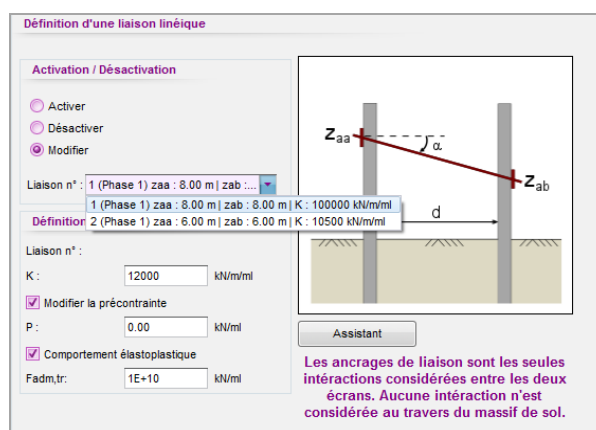 Définition d'une liaison linéique
Activation / Désactivation
Activer
Désactiver
Modifier
Liaison n° : 1 (Phase 1) zaa : 8.00 m | zab :...
1 (Phase 1) zaa : 8.00 m | zab : 8.00 m | K : 100000 kN/m/ml
2 (Phase 1) zaa : 6.00 m | zab : 6.00 m | K : 10500 kN/m/ml
Définition
Liaison n° :
K : 12000 kN/m/ml
Modifier la précontrainte
P : 0.00 kN/ml
Comportement élastoplastique
Fadm,tr: 1E+10 kN/ml
Zaa
α
Zab
d
Assistant
Les ancrages de liaison sont les seules
intéractions considérées entre les deux
écrans. Aucune intéraction n'est
considérée au travers du massif de sol.